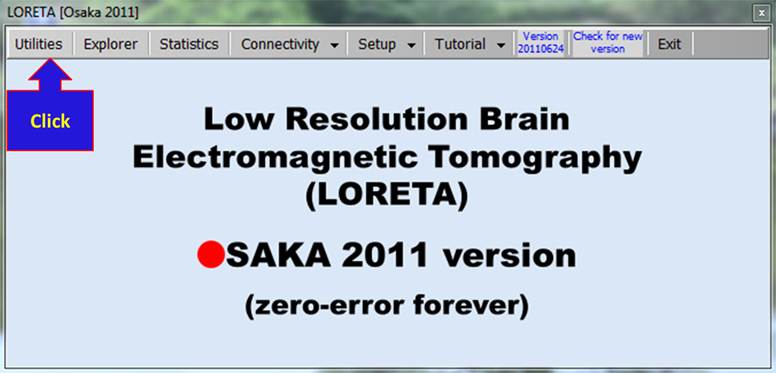 LORETA [Osaka 2011]
x
Utilities Explorer Statistics Connectivity Setup Tutorial Version 20110624 Check for new version Exit
Click
Low Resolution Brain
Electromagnetic Tomography
(LORETA)
SAKA 2011 version
(zero-error forever)